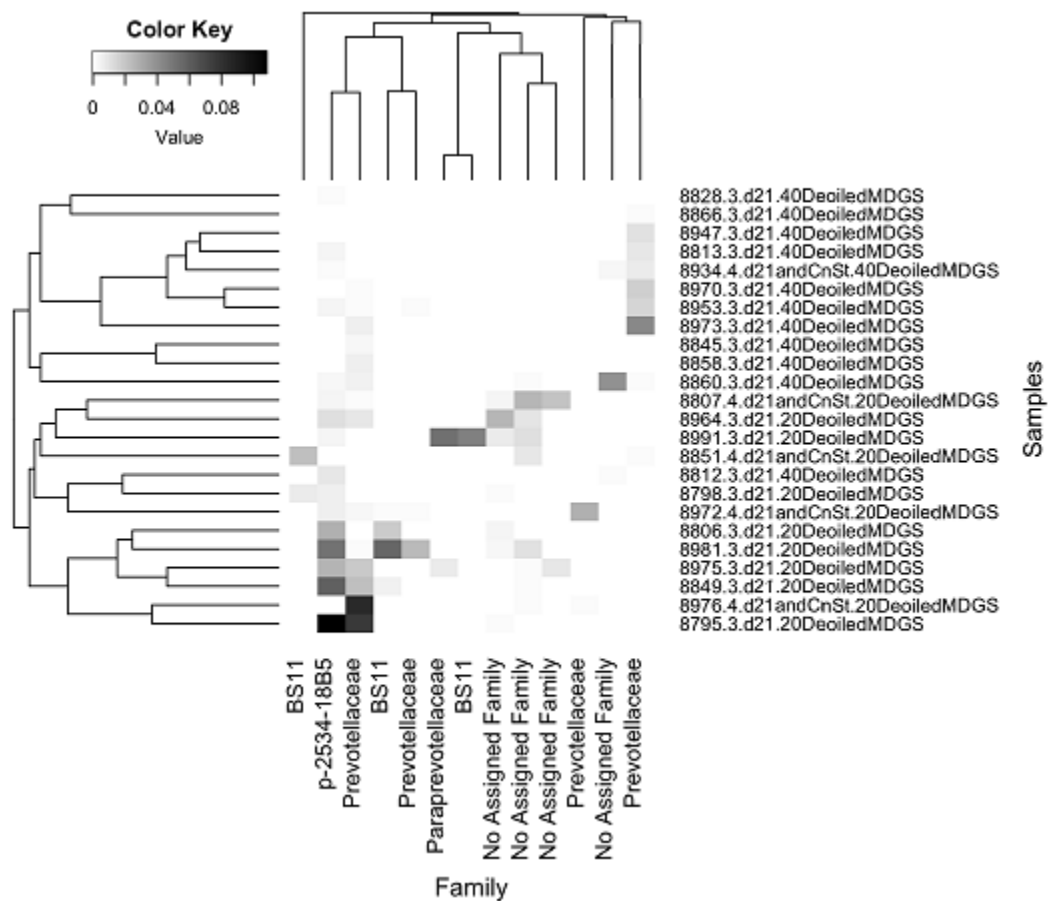 Color Key
0 0.04 0.08
Value
8828.3.d21.40DeoiledMDGS
8866.3.d21.40DeoiledMDGS
8947.3.d21.40DeoiledMDGS
8813.3.d21.40DeoiledMDGS
8934.4.d21andCnSt.40DeoiledMDGS
8970.3.d21.40DeoiledMDGS
8953.3.d21.40DeoiledMDGS
8973.3.d21.40DeoiledMDGS
8845.3.d21.40DeoiledMDGS
8858.3.d21.40DeoiledMDGS
8860.3.d21.40DeoiledMDGS
8807.4.d21andCnSt.20DeoiledMDGS
8964.3.d21.20DeoiledMDGS
8991.3.d21.20DeoiledMDGS
8851.4.d21andCnSt.20DeoiledMDGS
8812.3.d21.40DeoiledMDGS
8798.3.d21.20DeoiledMDGS
8972.4.d21andCnSt.20DeoiledMDGS
8806.3.d21.20DeoiledMDGS
8981.3.d21.20DeoiledMDGS
8975.3.d21.20DeoiledMDGS
8849.3.d21.20DeoiledMDGS
8976.4.d21andCnSt.20DeoiledMDGS
8795.3.d21.20DeoiledMDGS
Samples
BS11
p-2534-18B5
Prevotellaceae
BS11
Prevotellaceae
Paraprevotellaceae
BS11
No Assigned Family
No Assigned Family
No Assigned Family
Prevotellaceae
No Assigned Family
Prevotellaceae
Family